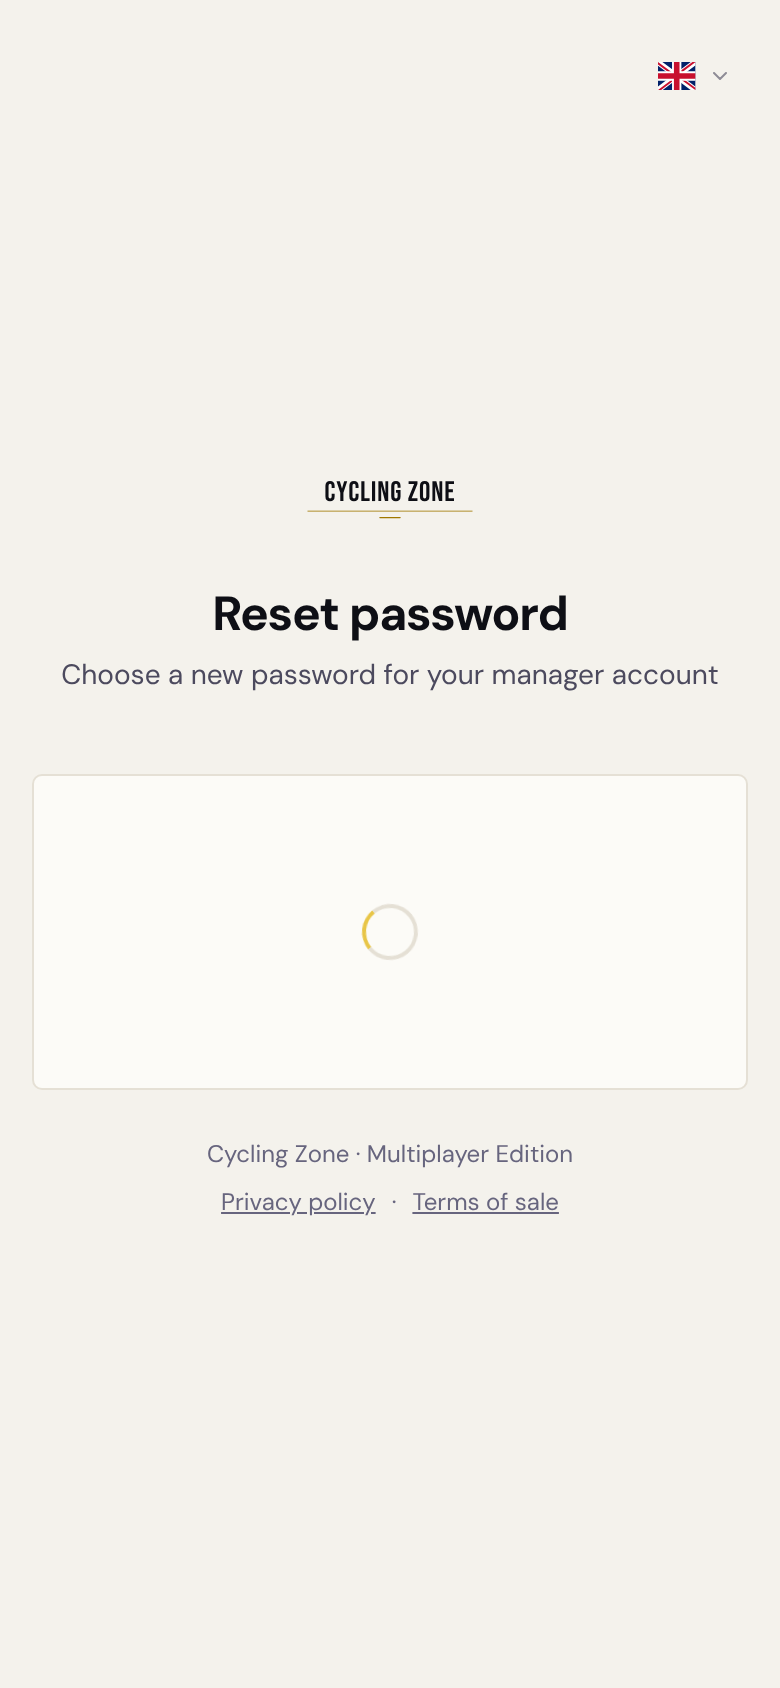 CYCLING ZONE
Reset password
Choose a new password for your manager account
Cycling Zone · Multiplayer Edition
Privacy policy · Terms of sale